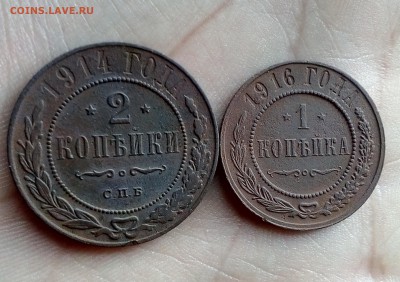 COINS.LAVE.RU
1914 ГОДА
* 2 *
КОПѢЙКИ
С.П.Б
1916 ГОДА
* 1 *
КОПѢЙКА